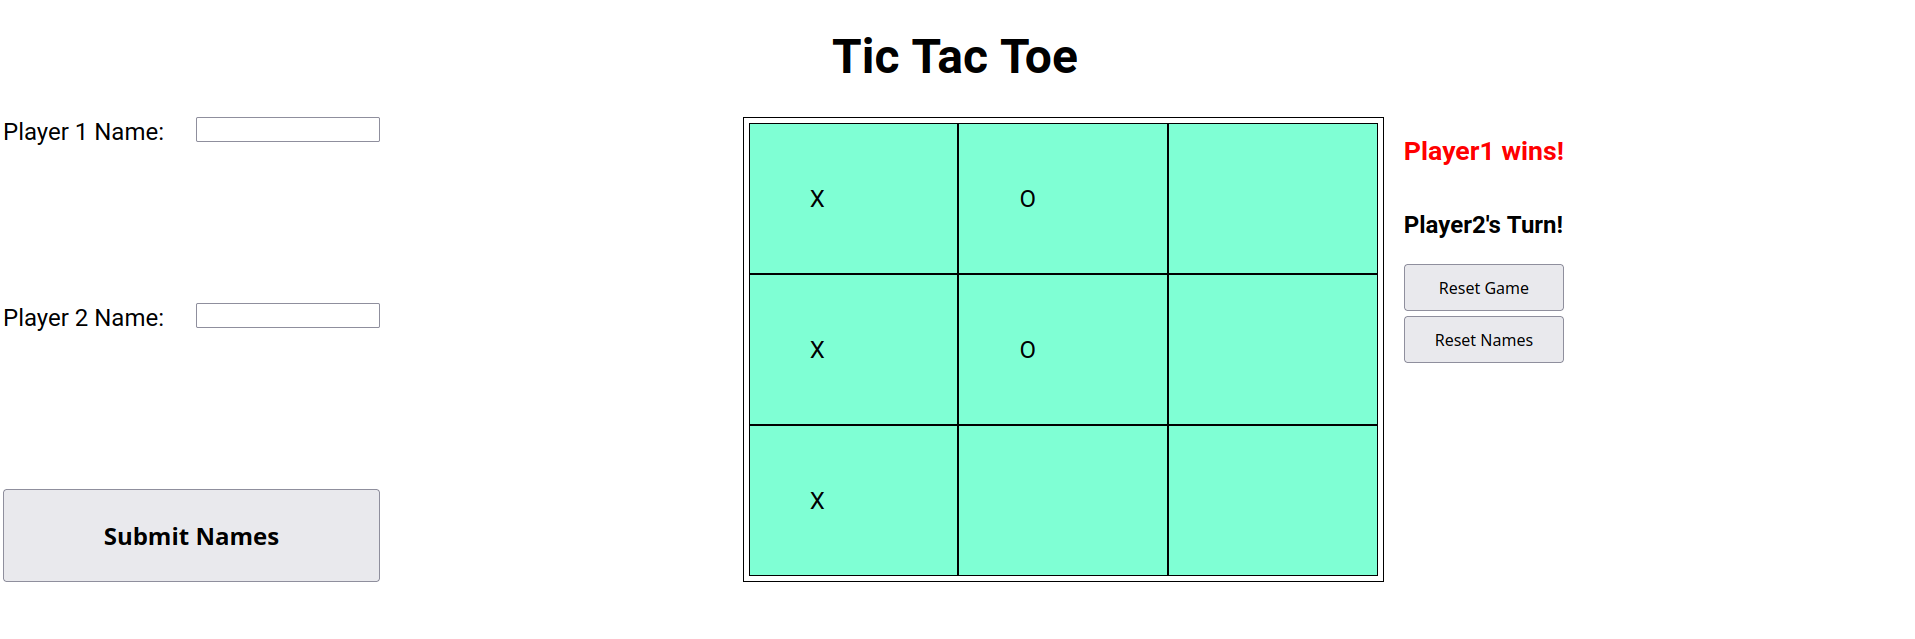 Tic Tac Toe
Player 1 Name:
Player 2 Name:
Submit Names
X O
X O
X
Player1 wins!
Player2's Turn!
Reset Game
Reset Names